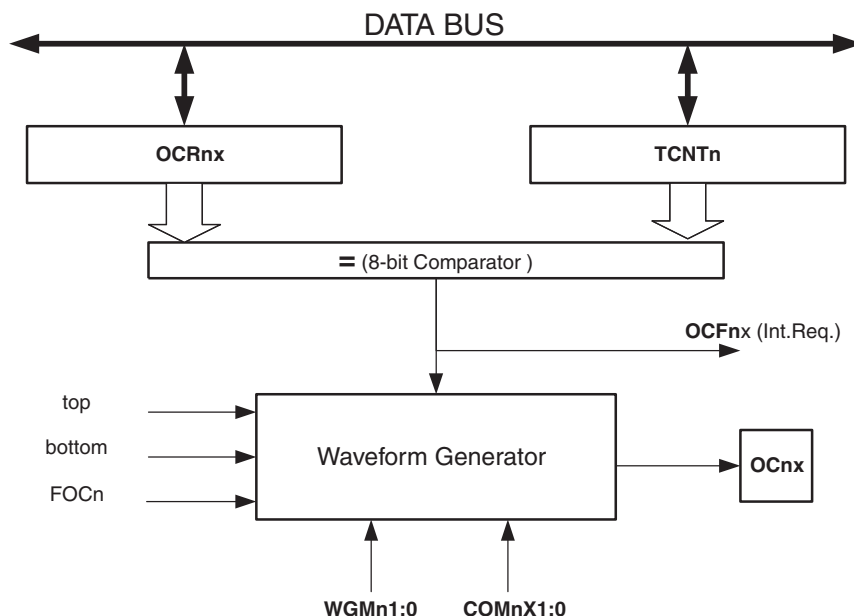 DATA BUS
OCRnx
TCNTn
= (8-bit Comparator )
OCFnx (Int.Req.)
top
bottom
FOCn
Waveform Generator
OCnx
WGMn1:0
COMnX1:0